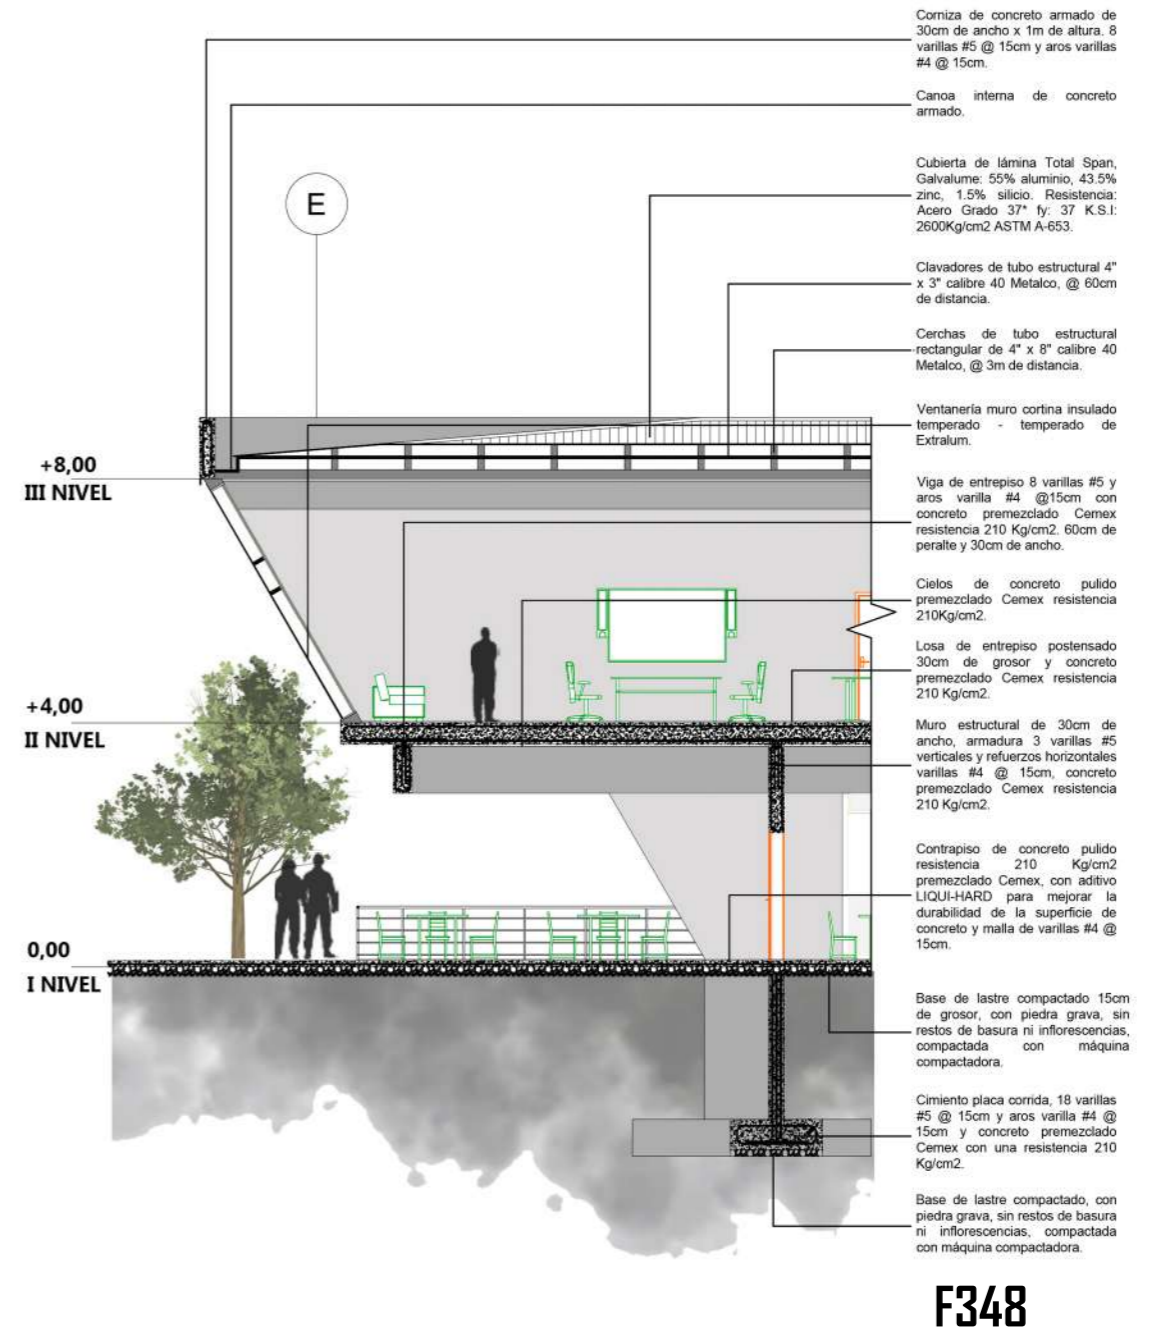 Corniza de concreto armado de
30cm de ancho x 1m de altura. 8
varillas #5 @ 15cm y aros varillas
#4 @ 15cm.
Canoa interna de concreto
armado.
Cubierta de lámina Total Span,
Galvalume: 55% aluminio, 43.5%
zinc, 1.5% silicio. Resistencia:
Acero Grado 37* fy: 37 K.S.I:
2600Kg/cm2 ASTM A-653.
E
Clavadores de tubo estructural 4"
x 3" calibre 40 Metalco, @ 60cm
de distancia.
Cerchas de tubo estructural
rectangular de 4" x 8" calibre 40
Metalco, @ 3m de distancia.
Ventanería muro cortina insulado
temperado - temperado de
Extralum.
+8,00
III NIVEL
Viga de entrepiso 8 varillas #5 y
aros varilla #4 @15cm con
concreto premezclado Cemex
resistencia 210 Kg/cm2. 60cm de
peralte y 30cm de ancho.
Cielos de concreto pulido
premezclado Cemex resistencia
210Kg/cm2.
Losa de entrepiso postensado
30cm de grosor y concreto
premezclado Cemex resistencia
210 Kg/cm2.
+4,00
II NIVEL
Muro estructural de 30cm de
ancho, armadura 3 varillas #5
verticales y refuerzos horizontales
varillas #4 @ 15cm, concreto
premezclado Cemex resistencia
210 Kg/cm2.
Contrapiso de concreto pulido
resistencia 210 Kg/cm2
premezclado Cemex, con aditivo
LIQUI-HARD para mejorar la
durabilidad de la superficie de
concreto y malla de varillas #4 @
15cm.
0,00
I NIVEL
Base de lastre compactado 15cm
de grosor, con piedra grava, sin
restos de basura ni inflorescencias,
compactada con máquina
compactadora.
Cimiento placa corrida, 18 varillas
#5 @ 15cm y aros varilla #4 @
15cm y concreto premezclado
Cemex con una resistencia 210
Kg/cm2.
Base de lastre compactado, con
piedra grava, sin restos de basura
ni inflorescencias, compactada
con máquina compactadora.
F348